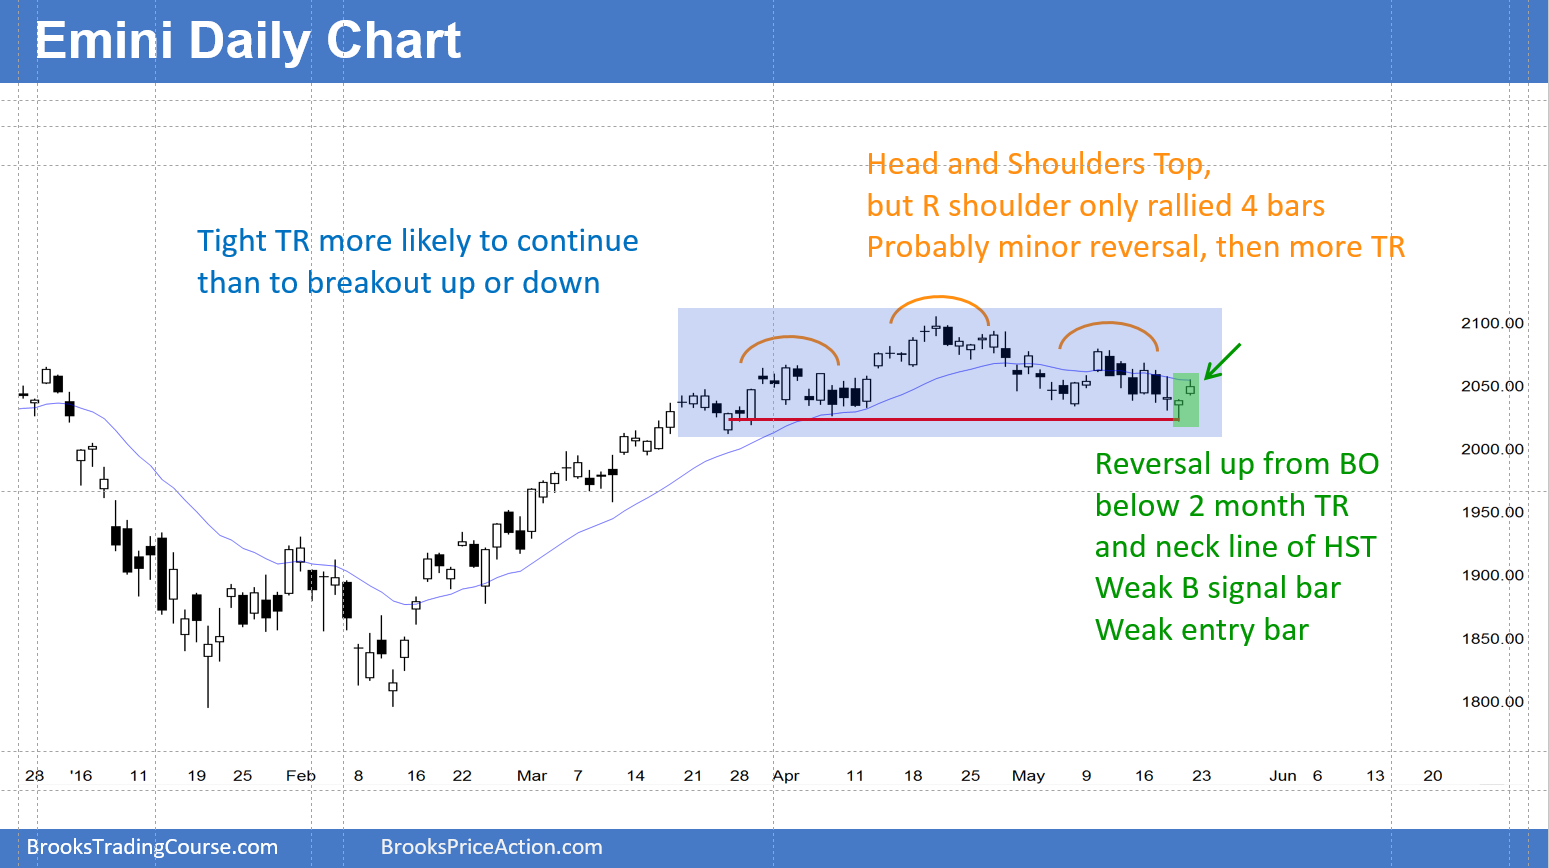 Emini Daily Chart
Head and Shoulders Top,
but R shoulder only rallied 4 bars
Probably minor reversal, then more TR
Tight TR more likely to continue
than to breakout up or down
2100.00
2050.00
2000.00
1950.00
1900.00
1850.00
1800.00
Reversal up from BO
below 2 month TR
and neck line of HST
Weak B signal bar
Weak entry bar
28 '16 11 19 25 Feb 8 16 22 Mar 7 14 21 28 Apr 11 18 25 May 9 16 23 Jun 6 13 20
BrooksTradingCourse.com BrooksPriceAction.com